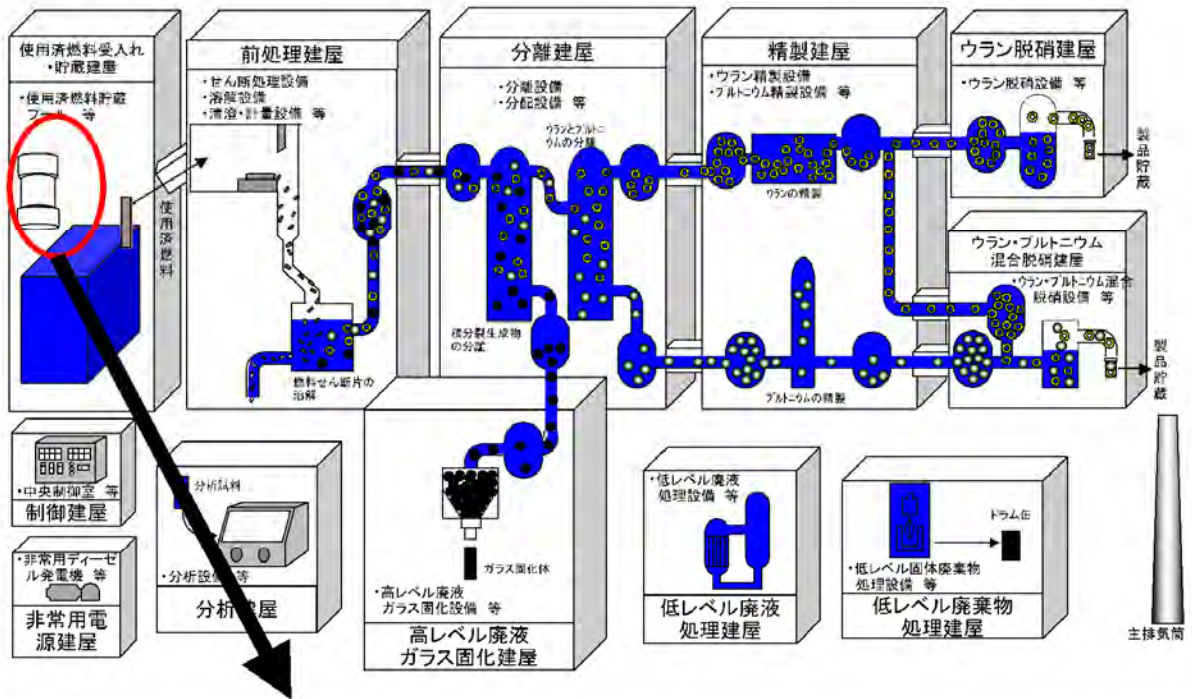 使用済燃料受入れ
・貯蔵建屋
・使用済燃料貯蔵
プール 等
使用済燃料
前処理建屋
・せん断処理設備
・溶解設備
・清澄・計量設備 等
燃料せん断片の
溶解
分離建屋
・分離設備
・分配設備 等
ウランとプルトニ
ウムの分離
核分裂生成物
の分離
精製建屋
・ウラン精製設備
・プルトニウム精製設備 等
ウランの精製
プルトニウムの精製
ウラン脱硝建屋
・ウラン脱硝設備 等
製品貯蔵
ウラン・プルトニウム
混合脱硝建屋
・ウラン・プルトニウム混合
脱硝設備 等
製品貯蔵
・中央制御室 等
制御建屋
・非常用ディーゼ
ル発電機 等
非常用電
源建屋
分析試料
・分析設備 等
分析建屋
ガラス固化体
・高レベル廃液
ガラス固化設備 等
高レベル廃液
ガラス固化建屋
・低レベル廃液
処理設備 等
低レベル廃液
処理建屋
ドラム缶
・低レベル固体廃棄物
処理設備 等
低レベル廃棄物
処理建屋
主排気筒